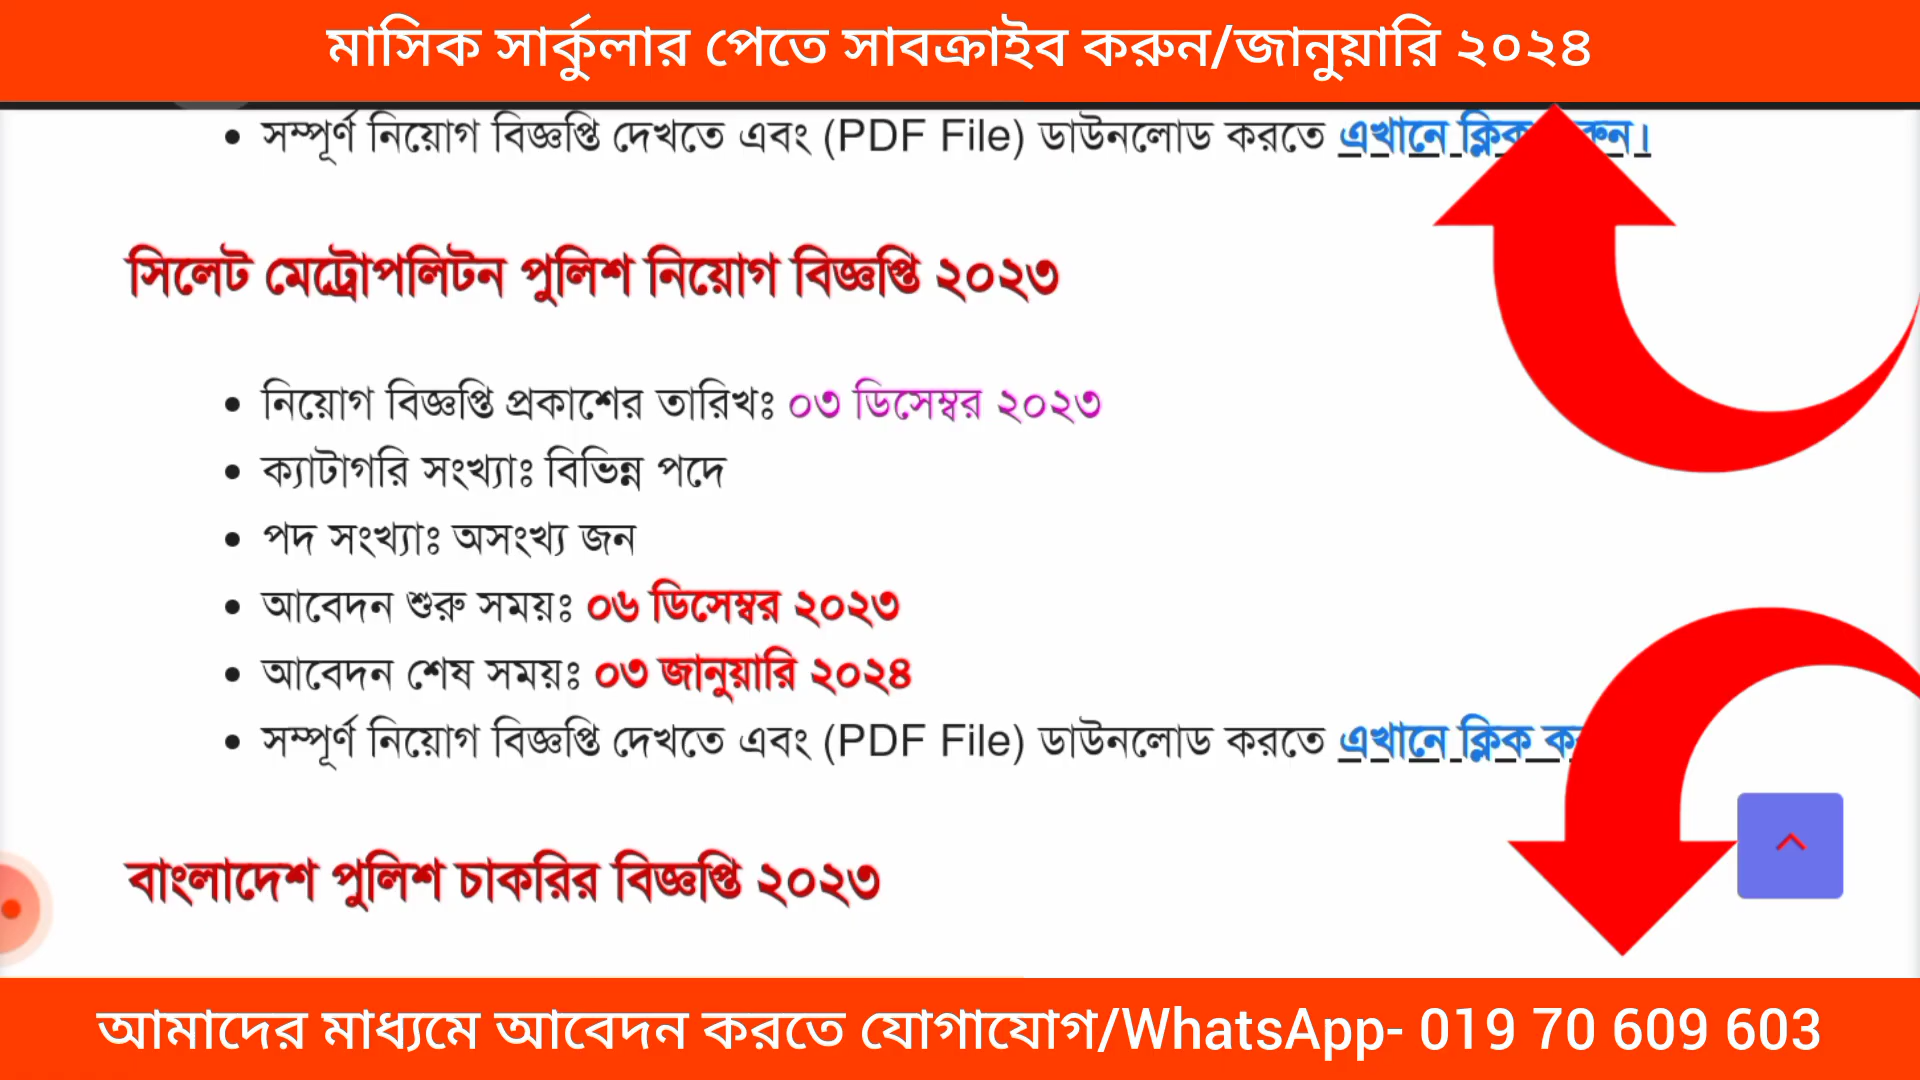 মাসিক সার্কুলার পেতে সাবক্রাইব করুন/জানুয়ারি ২০২৪
• সম্পূর্ণ নিয়োগ বিজ্ঞপ্তি দেখতে এবং (PDF File) ডাউনলোড করতে এখানে ক্লিক
সিলেট মেট্রোপলিটন পুলিশ নিয়োগ বিজ্ঞপ্তি ২০২৩
• নিয়োগ বিজ্ঞপ্তি প্রকাশের তারিখঃ ০৩ ডিসেম্বর ২০২৩
• ক্যাটাগরি সংখ্যাঃ বিভিন্ন পদে
• পদ সংখ্যাঃ অসংখ্য জন
• আবেদন শুরু সময়ঃ ০৬ ডিসেম্বর ২০২৩
• আবেদন শেষ সময়ঃ ০৩ জানুয়ারি ২০২৪
• সম্পূর্ণ নিয়োগ বিজ্ঞপ্তি দেখতে এবং (PDF File) ডাউনলোড করতে এখানে ক্লিক
বাংলাদেশ পুলিশ চাকরির বিজ্ঞপ্তি ২০২৩
আমাদের মাধ্যমে আবেদন করতে যোগাযোগ/WhatsApp- 019 70 609 603